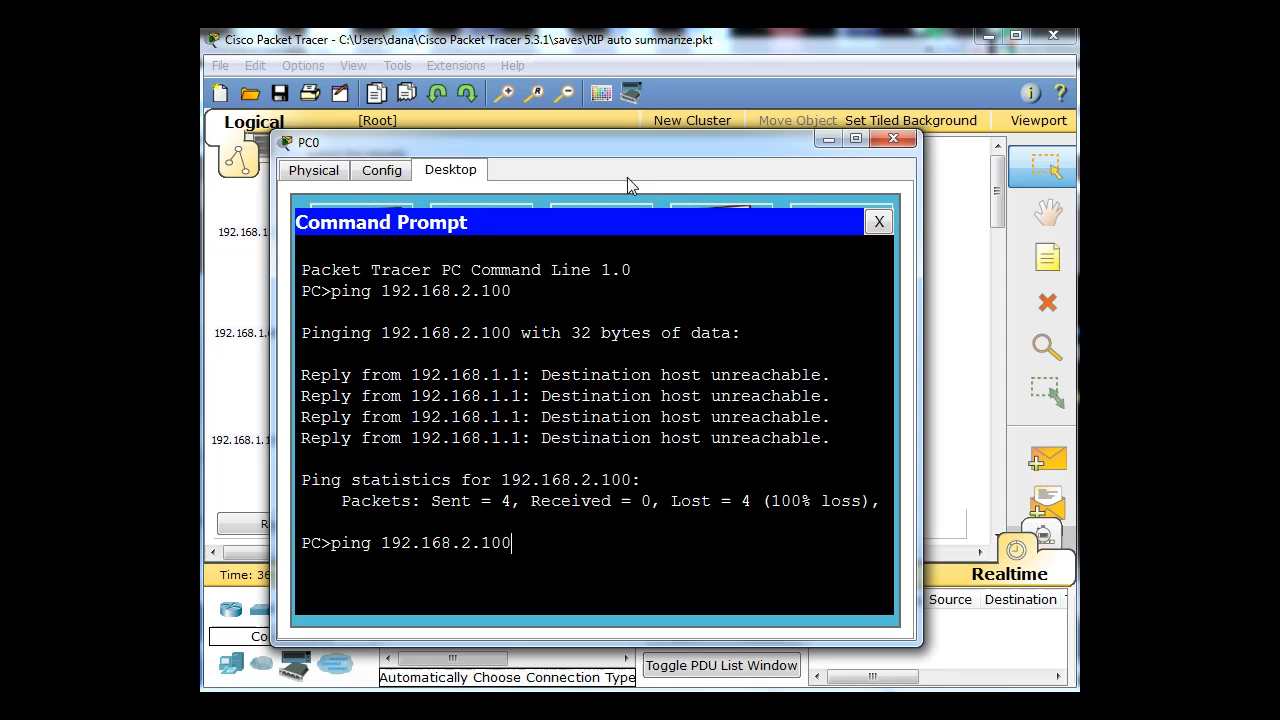 Cisco Packet Tracer - C:\Users\dana\Cisco Packet Tracer 5.3.1\saves\RIP auto summarize.pkt
File Edit Options View Tools Extensions Help
Logical [Root] New Cluster Move Object Set Tiled Background Viewport
PC0
Physical Config Desktop
Command Prompt X
Packet Tracer PC Command Line 1.0
PC>ping 192.168.2.100
Pinging 192.168.2.100 with 32 bytes of data:
Reply from 192.168.1.1: Destination host unreachable.
Reply from 192.168.1.1: Destination host unreachable.
Reply from 192.168.1.1: Destination host unreachable.
Reply from 192.168.1.1: Destination host unreachable.
Ping statistics for 192.168.2.100:
Packets: Sent = 4, Received = 0, Lost = 4 (100% loss),
PC>ping 192.168.2.100
192.168.1
192.168.1.
192.168.1.1
Time: 36
Realtime
Source Destination
Toggle PDU List Window
Automatically Choose Connection Type